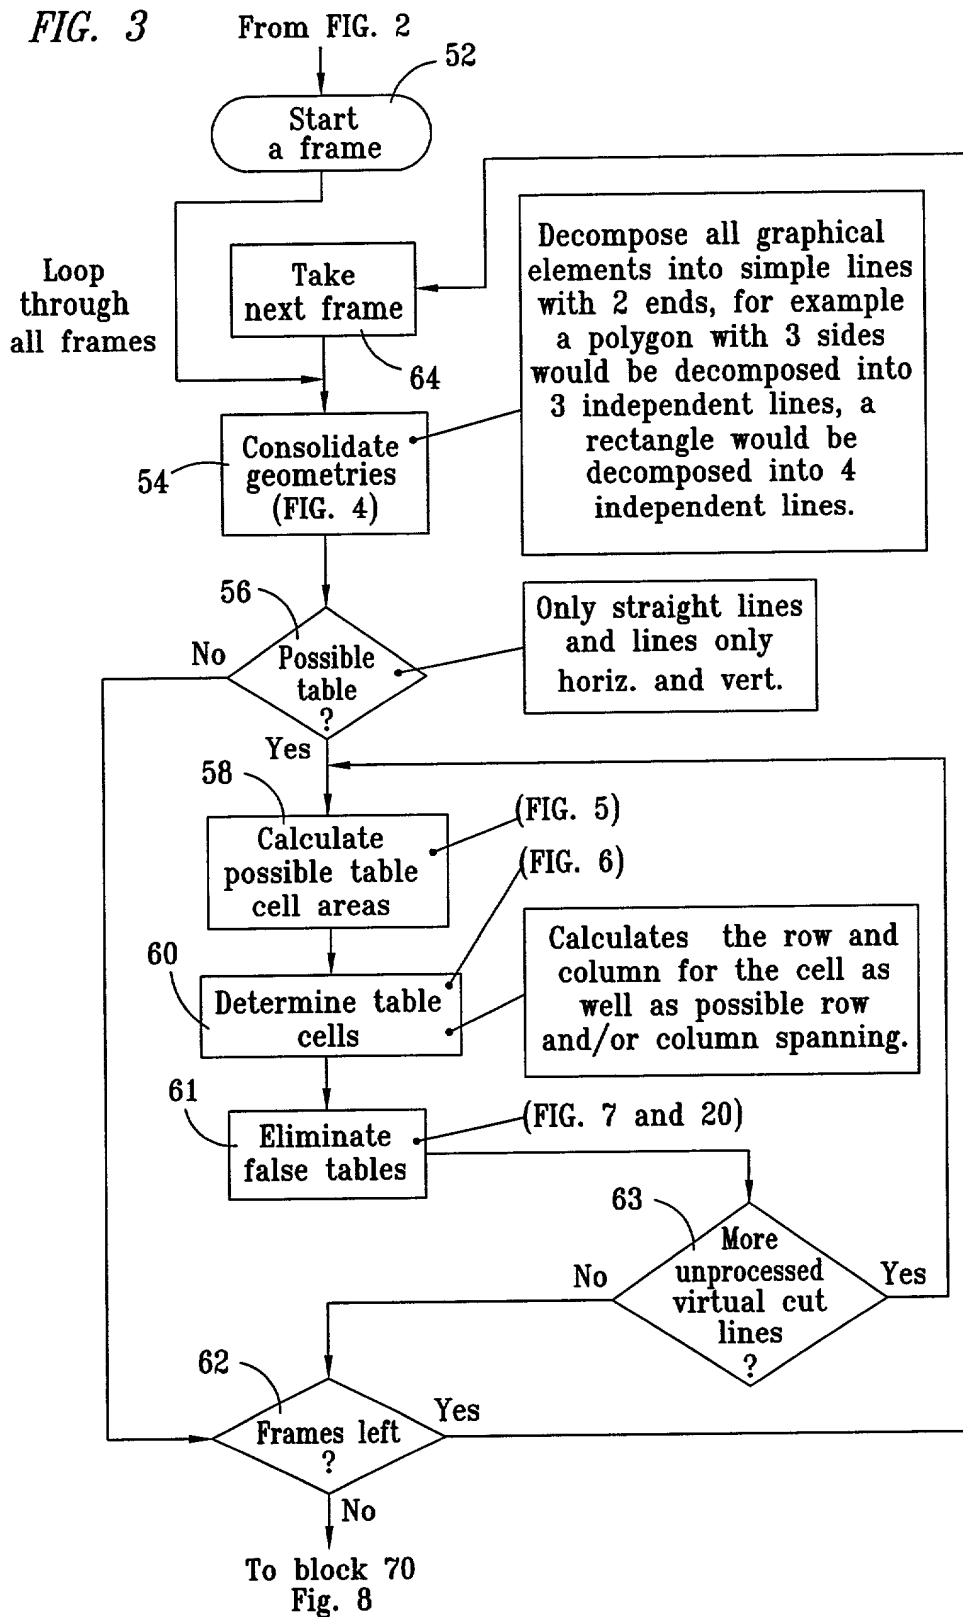 FIG. 3
From FIG. 2
52
Start
a frame
Loop
through
all frames
Take
next frame
64
Decompose all graphical
elements into simple lines
with 2 ends, for example
a polygon with 3 sides
would be decomposed into
3 independent lines, a
rectangle would be
decomposed into 4
independent lines.
54
Consolidate
geometries
(FIG. 4)
56
No
Possible
table
?
Yes
Only straight lines
and lines only
horiz. and vert.
58
Calculate
possible table
cell areas
(FIG. 5)
(FIG. 6)
60
Determine table
cells
Calculates the row and
column for the cell as
well as possible row
and/or column spanning.
61
Eliminate
false tables
(FIG. 7 and 20)
63
No
More
unprocessed
virtual cut
lines
?
Yes
62
Frames left
?
Yes
No
To block 70
Fig. 8